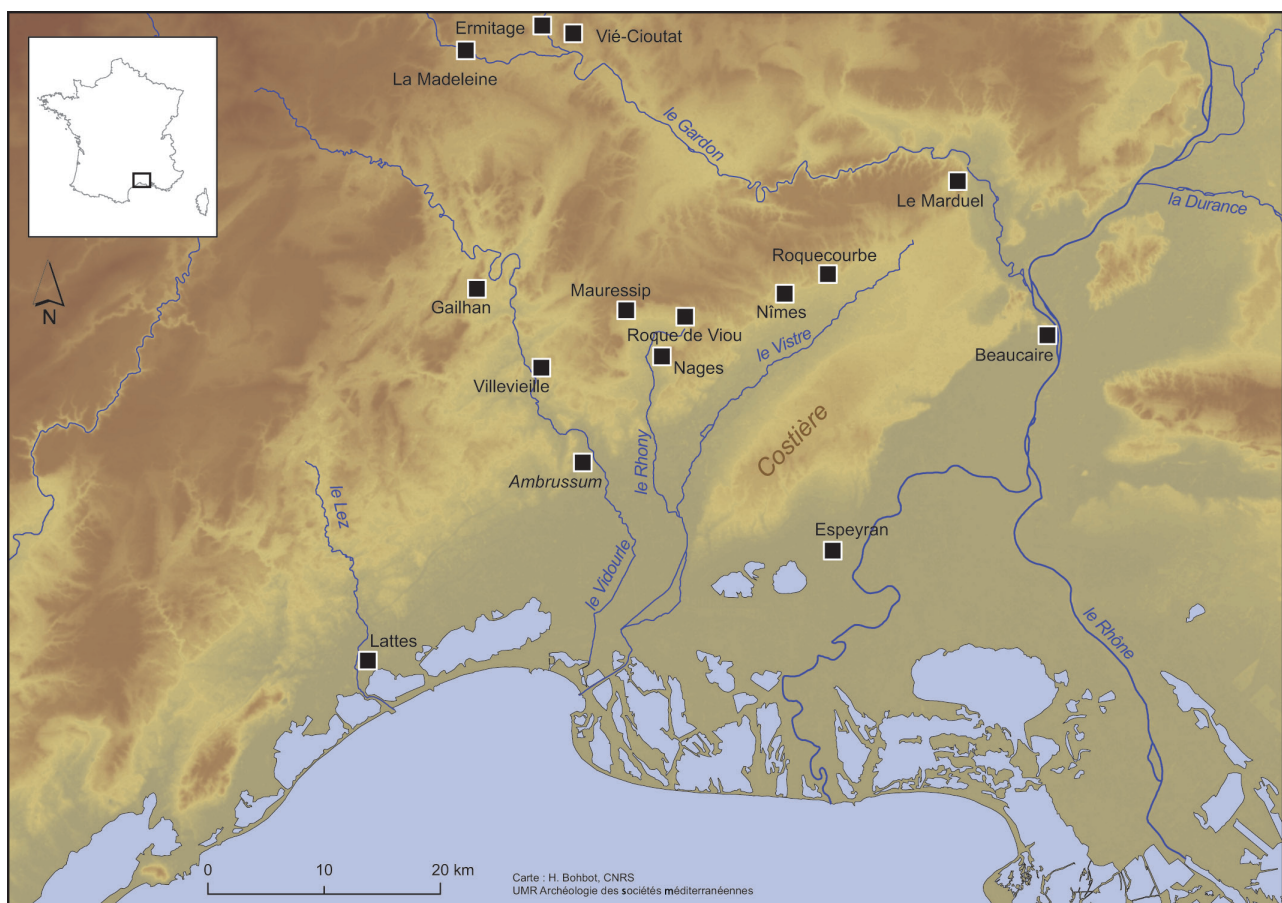 Ermitage
Vié-Cioutat
La Madeleine
le Gardon
Le Marduel
la Durance
N
Roquecourbe
Gailhan
Mauressip
Nîmes
Roque de Viou
le Vistre
Beaucaire
Nages
Villevieille
Costière
le Rhony
Ambrussum
le Lez
Espeyran
le Vidourle
le Rhône
Lattes
0 10 20 km
Carte : H. Bohbot, CNRS
UMR Archéologie des sociétés méditerranéennes